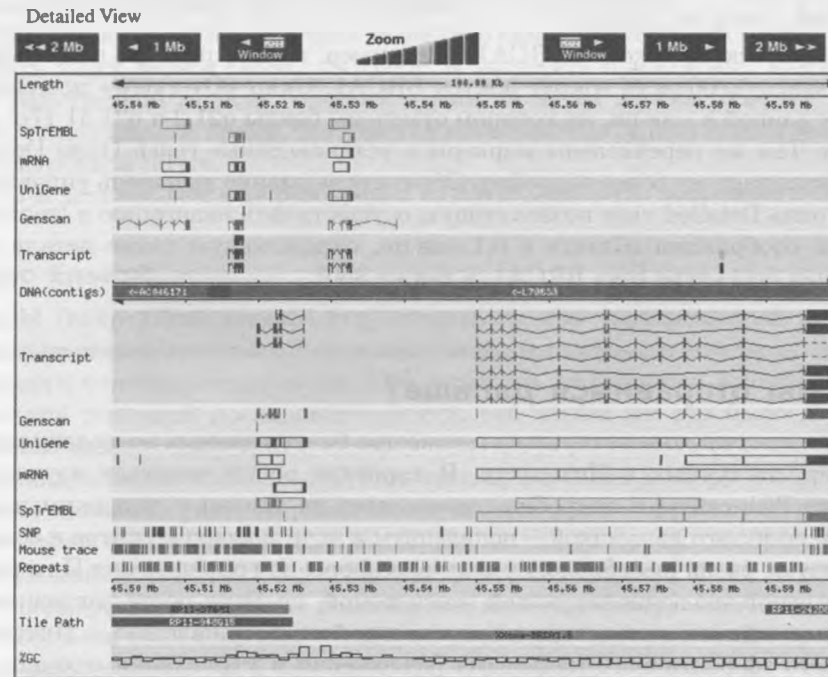 Detailed View
◄◄ 2 Mb ◄ 1 Mb ◄ Window Zoom ► Window 1 Mb ► 2 Mb ►►
Length 100.00 Kb
45.50 Mb 45.51 Mb 45.52 Mb 45.53 Mb 45.54 Mb 45.55 Mb 45.56 Mb 45.57 Mb 45.58 Mb 45.59 Mb
SpTrEMBL
mRNA
UniGene
Genscan
Transcript
DNA(contigs)
Transcript
Genscan
UniGene
mRNA
SpTrEMBL
SNP
Mouse trace
Repeats
45.50 Mb 45.51 Mb 45.52 Mb 45.53 Mb 45.54 Mb 45.55 Mb 45.56 Mb 45.57 Mb 45.58 Mb 45.59 Mb
Tile Path RP11-948G15
%GC